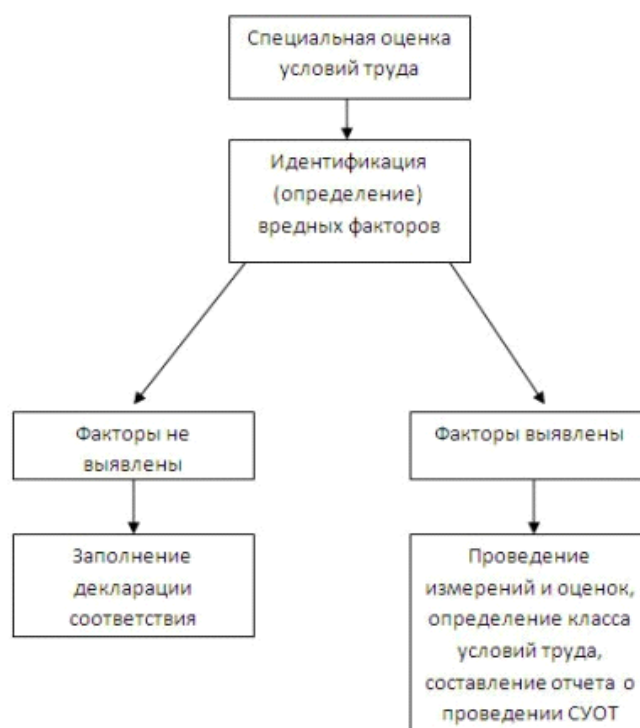 Специальная оценка
условий труда
Идентификация
(определение)
вредных факторов
Факторы не
выявлены
Факторы выявлены
Заполнение
декларации
соответствия
Проведение
измерений и оценок,
определение класса
условий труда,
составление отчета о
проведении СУОТ